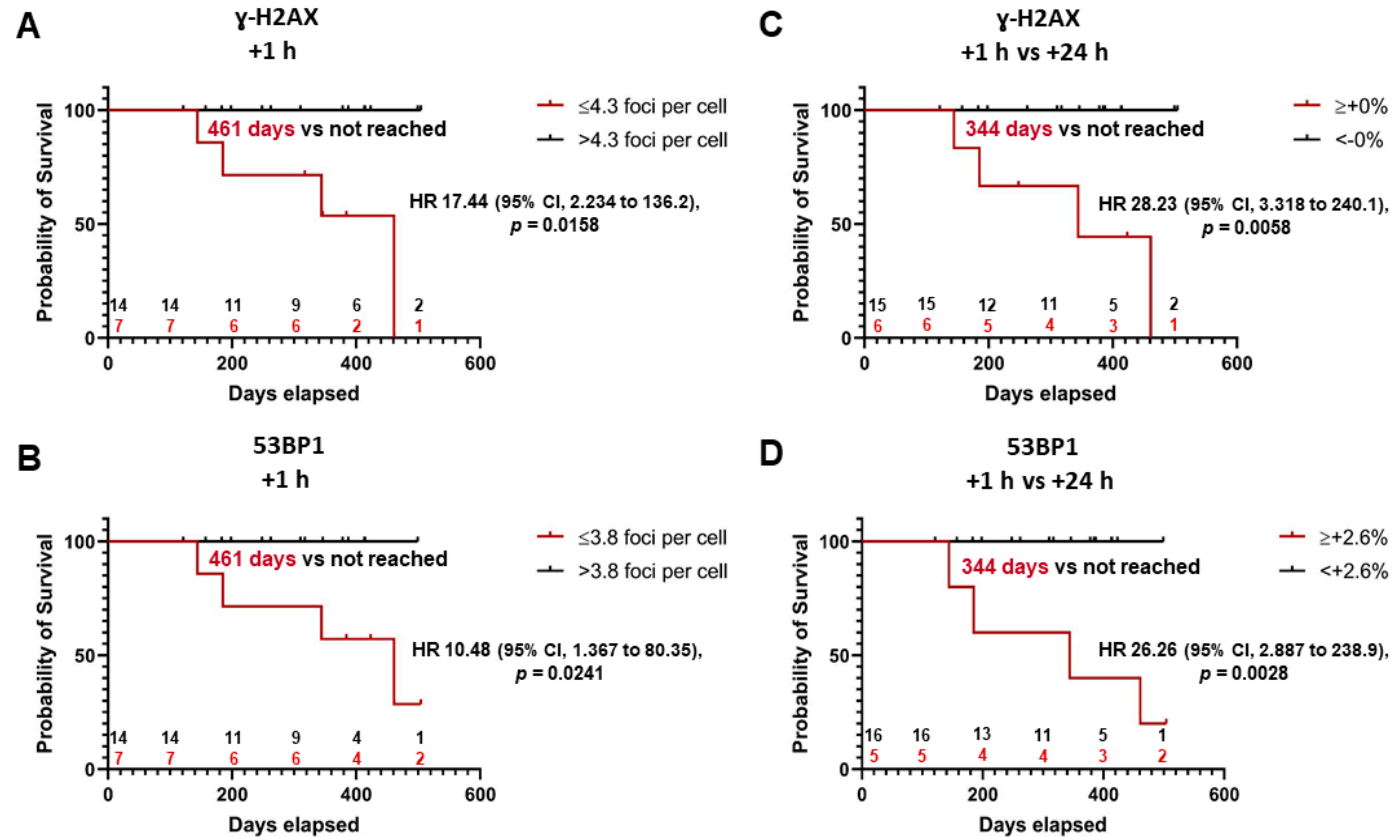 A
ɣ-H2AX
+1 h
100
50
0
0 200 400 600
Probability of Survival
Days elapsed
≤4.3 foci per cell
>4.3 foci per cell
461 days vs not reached
HR 17.44 (95% CI, 2.234 to 136.2),
p = 0.0158
14 14 11 9 6 2
7 7 6 6 2 1
C
ɣ-H2AX
+1 h vs +24 h
100
50
0
0 200 400 600
Probability of Survival
Days elapsed
≥+0%
<-0%
344 days vs not reached
HR 28.23 (95% CI, 3.318 to 240.1),
p = 0.0058
15 15 12 11 5 2
6 6 5 4 3 1
B
53BP1
+1 h
100
50
0
0 200 400 600
Probability of Survival
Days elapsed
≤3.8 foci per cell
>3.8 foci per cell
461 days vs not reached
HR 10.48 (95% CI, 1.367 to 80.35),
p = 0.0241
14 14 11 9 4 1
7 7 6 6 4 2
D
53BP1
+1 h vs +24 h
100
50
0
0 200 400 600
Probability of Survival
Days elapsed
≥+2.6%
<+2.6%
344 days vs not reached
HR 26.26 (95% CI, 2.887 to 238.9),
p = 0.0028
16 16 13 11 5 1
5 5 4 4 3 2